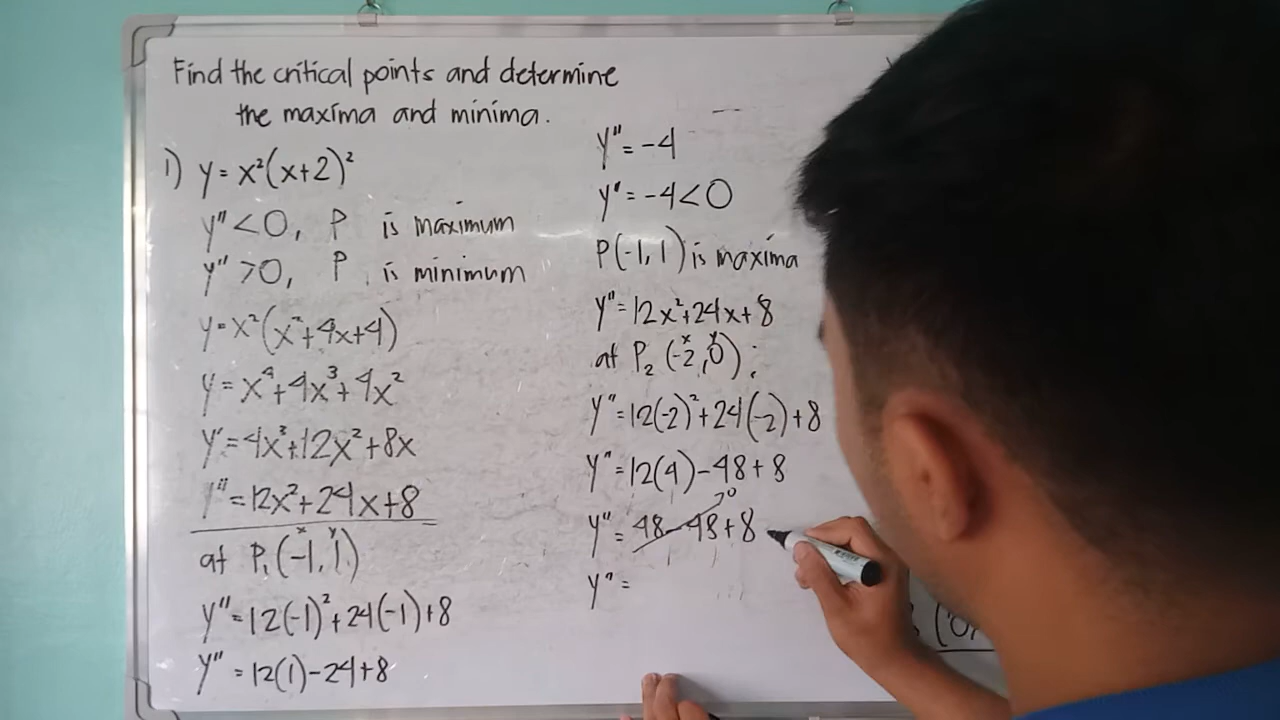 Find the critical points and determine
the maxima and minima.
1) y = x²(x+2)²
y" < 0, P is maximum
y" > 0, P is minimum
y = x²(x²+4x+4)
y = x⁴+4x³+4x²
y' = 4x³+12x²+8x
y" = 12x²+24x+8
x y
at P₁(-1,1)
y" = 12(-1)²+24(-1)+8
y" = 12(1)-24+8
y" = -4
y" = -4<0
P(-1,1) is maxima
y" = 12x²+24x+8
x y
at P₂(-2,0);
y" = 12(-2)²+24(-2)+8
y" = 12(4)-48+8
0
y" = 48-48+8
y" =